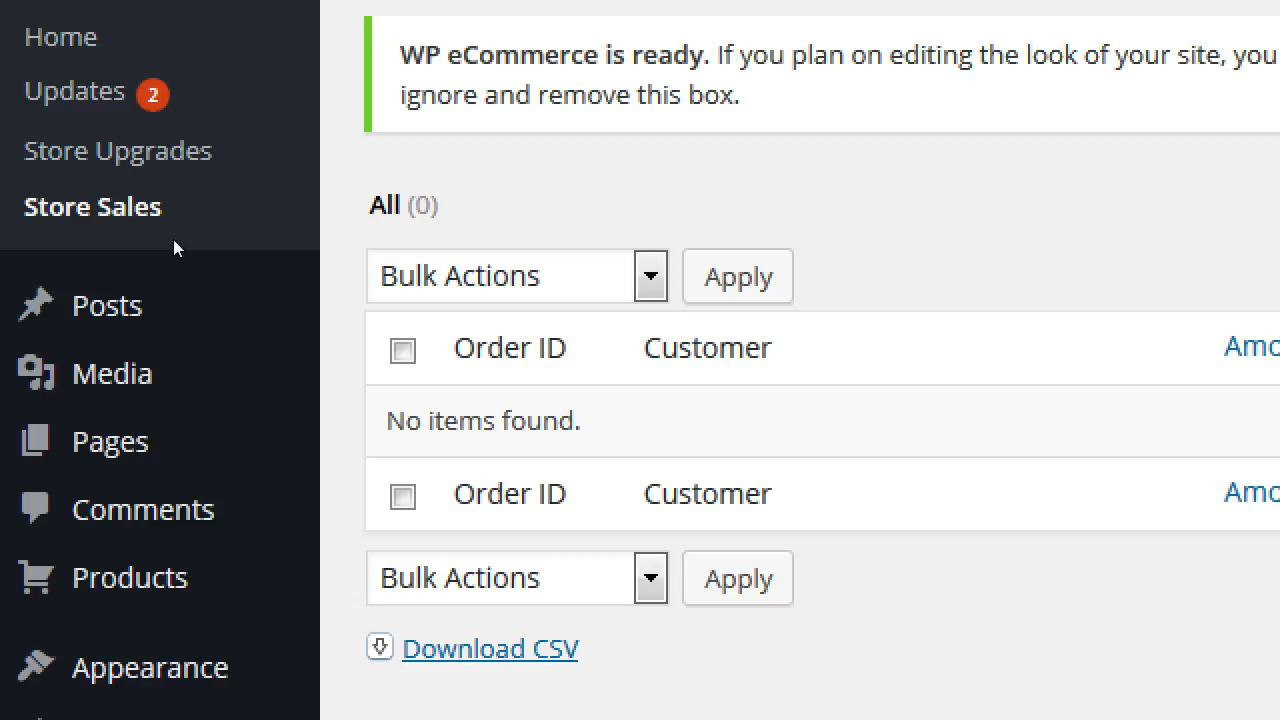 Home
Updates 2
Store Upgrades
Store Sales
Posts
Media
Pages
Comments
Products
Appearance
WP eCommerce is ready. If you plan on editing the look of your site, you
ignore and remove this box.
All (0)
Bulk Actions Apply
Order ID Customer Amo
No items found.
Order ID Customer Amo
Bulk Actions Apply
Download CSV